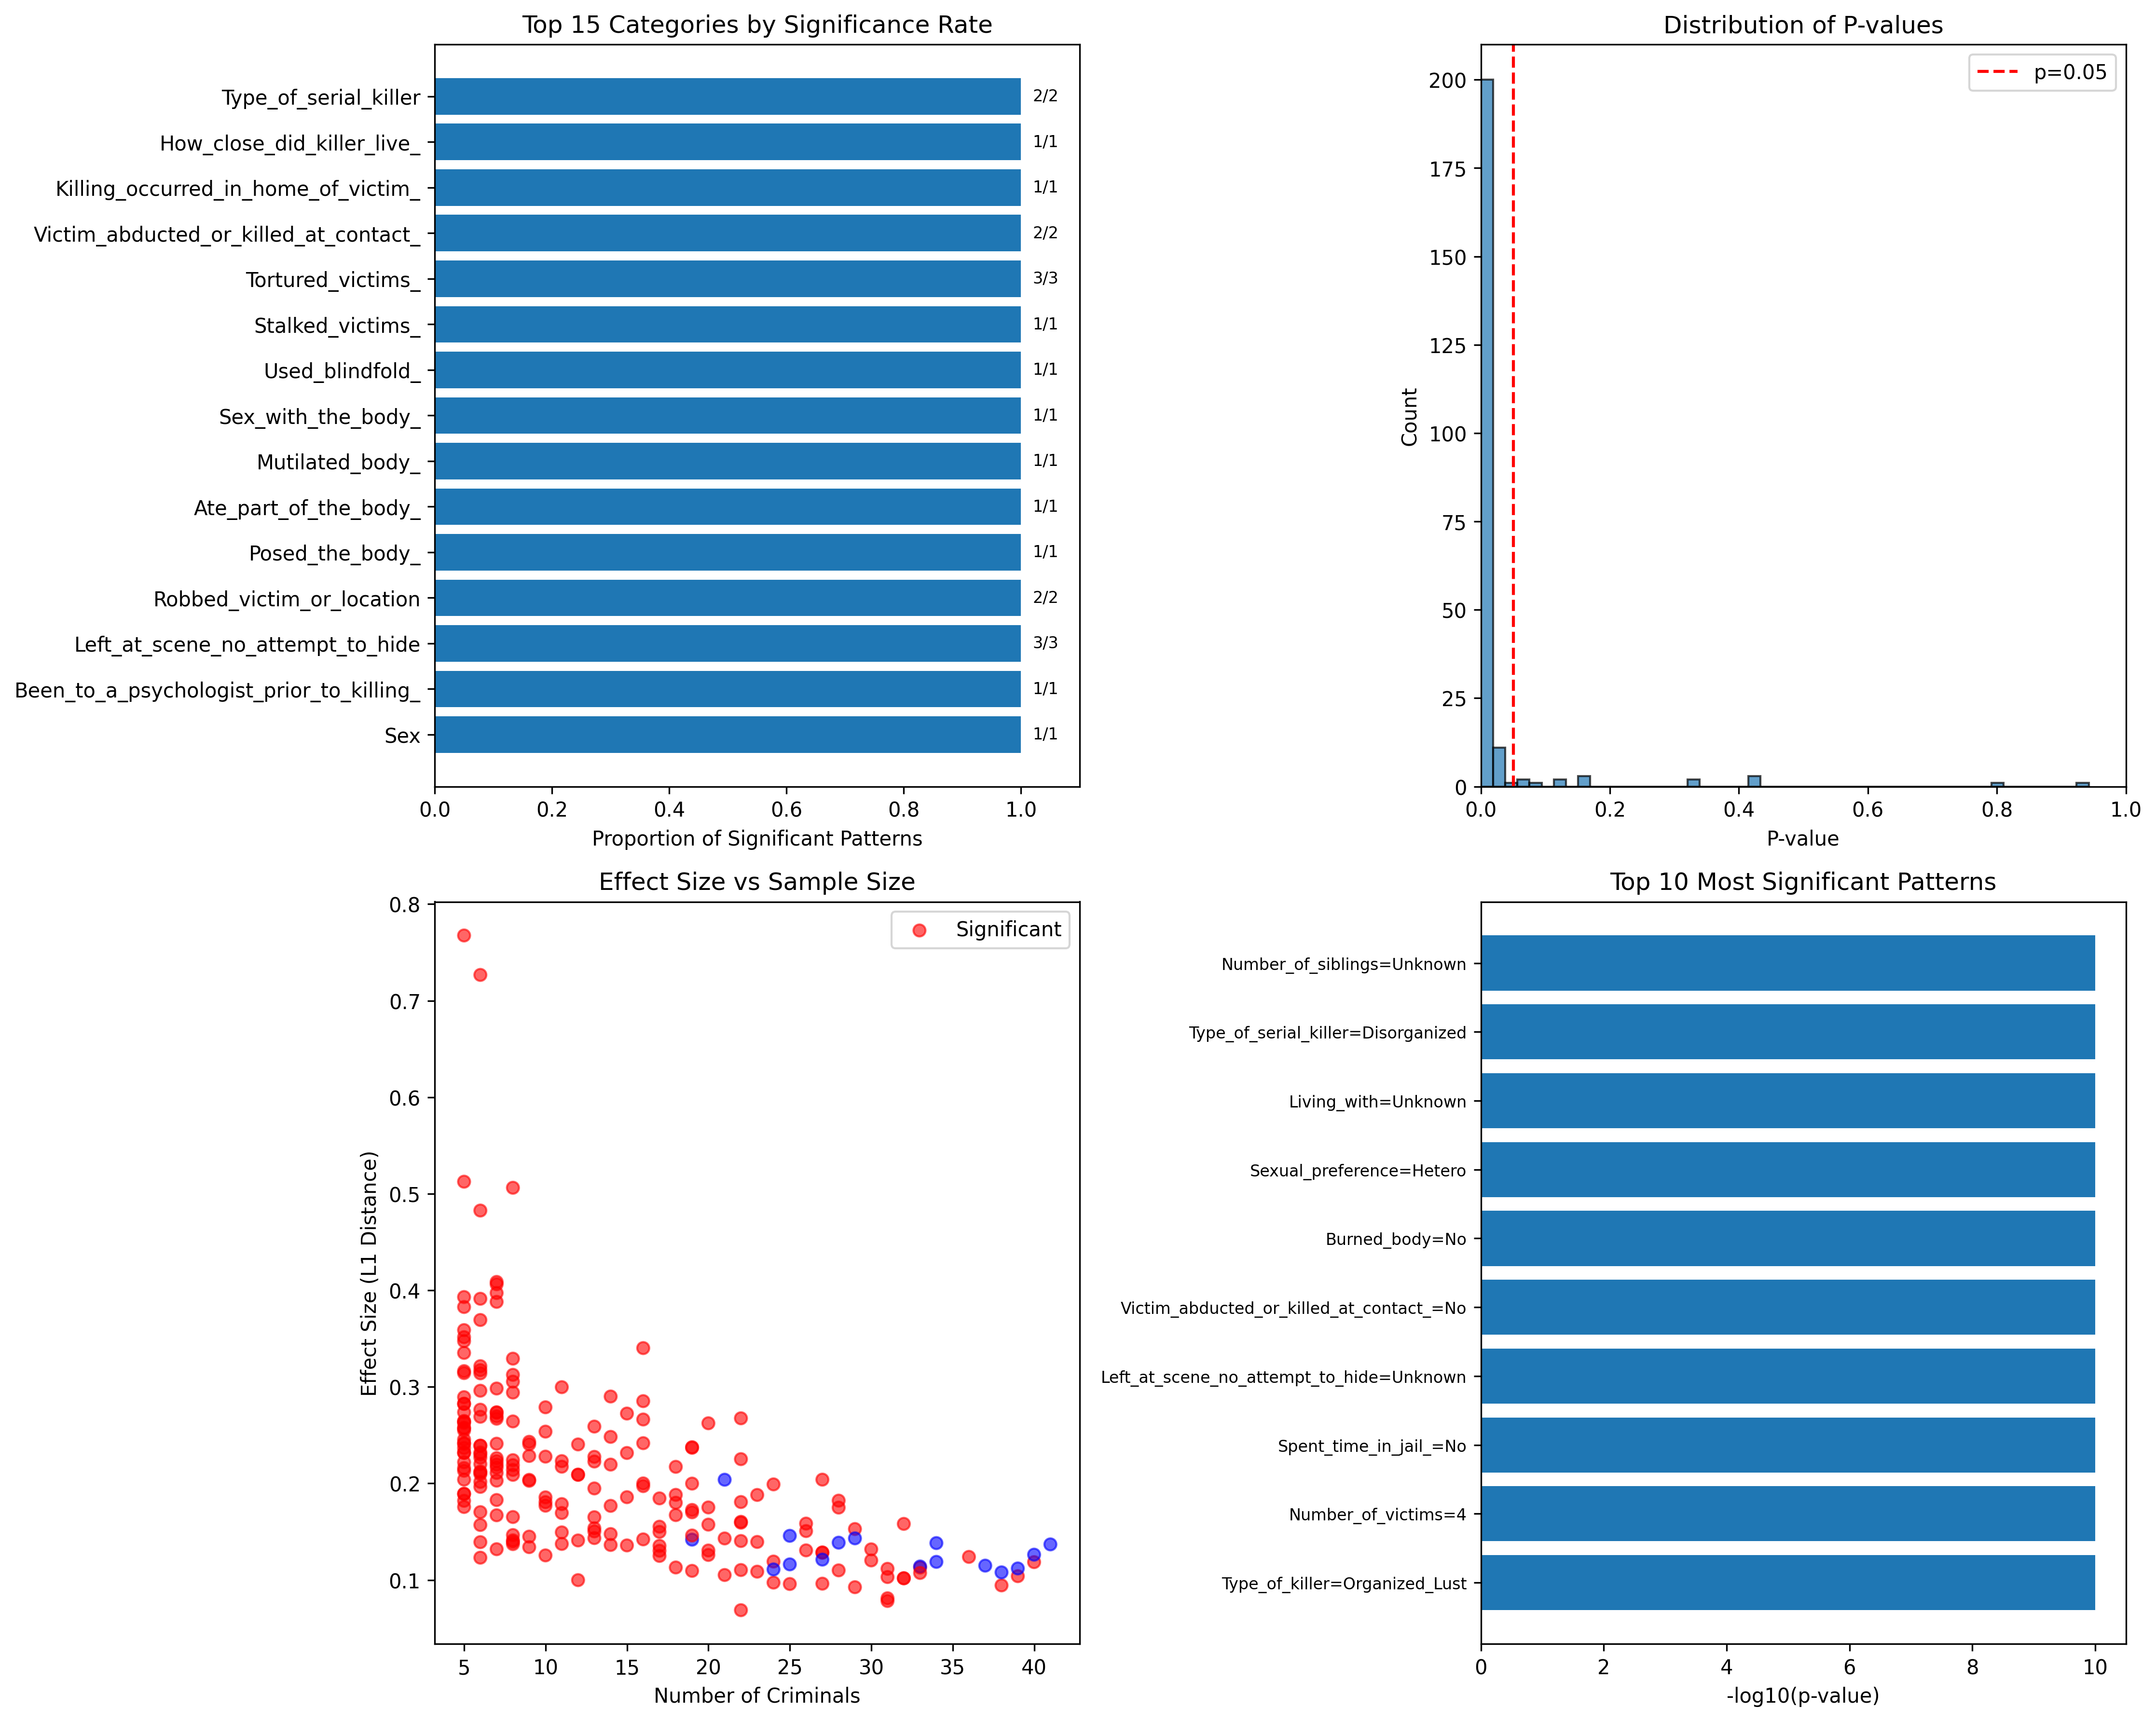 Top 15 Categories by Significance Rate
Type_of_serial_killer 2/2
How_close_did_killer_live_ 1/1
Killing_occurred_in_home_of_victim_ 1/1
Victim_abducted_or_killed_at_contact_ 2/2
Tortured_victims_ 3/3
Stalked_victims_ 1/1
Used_blindfold_ 1/1
Sex_with_the_body_ 1/1
Mutilated_body_ 1/1
Ate_part_of_the_body_ 1/1
Posed_the_body_ 1/1
Robbed_victim_or_location 2/2
Left_at_scene_no_attempt_to_hide 3/3
Been_to_a_psychologist_prior_to_killing_ 1/1
Sex 1/1
0.0 0.2 0.4 0.6 0.8 1.0
Proportion of Significant Patterns
Distribution of P-values
p=0.05
200
175
150
125
100
75
50
25
0
Count
0.0 0.2 0.4 0.6 0.8 1.0
P-value
Effect Size vs Sample Size
Significant
0.8
0.7
0.6
0.5
0.4
0.3
0.2
0.1
Effect Size (L1 Distance)
5 10 15 20 25 30 35 40
Number of Criminals
Top 10 Most Significant Patterns
Number_of_siblings=Unknown
Type_of_serial_killer=Disorganized
Living_with=Unknown
Sexual_preference=Hetero
Burned_body=No
Victim_abducted_or_killed_at_contact_=No
Left_at_scene_no_attempt_to_hide=Unknown
Spent_time_in_jail_=No
Number_of_victims=4
Type_of_killer=Organized_Lust
0 2 4 6 8 10
-log10(p-value)